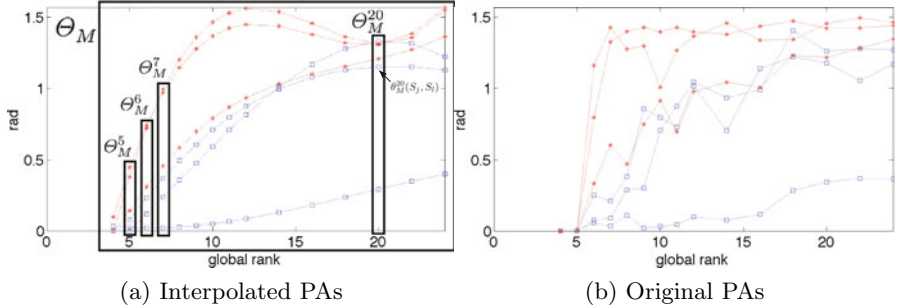 Θ_M
Θ_M^5
Θ_M^6
Θ_M^7
Θ_M^20
θ_M^20(S_j, S_i)
1.5
1
0.5
0
rad
0 5 10 15 20
global rank
(a) Interpolated PAs
1.5
1
0.5
0
rad
0 5 10 15 20
global rank
(b) Original PAs